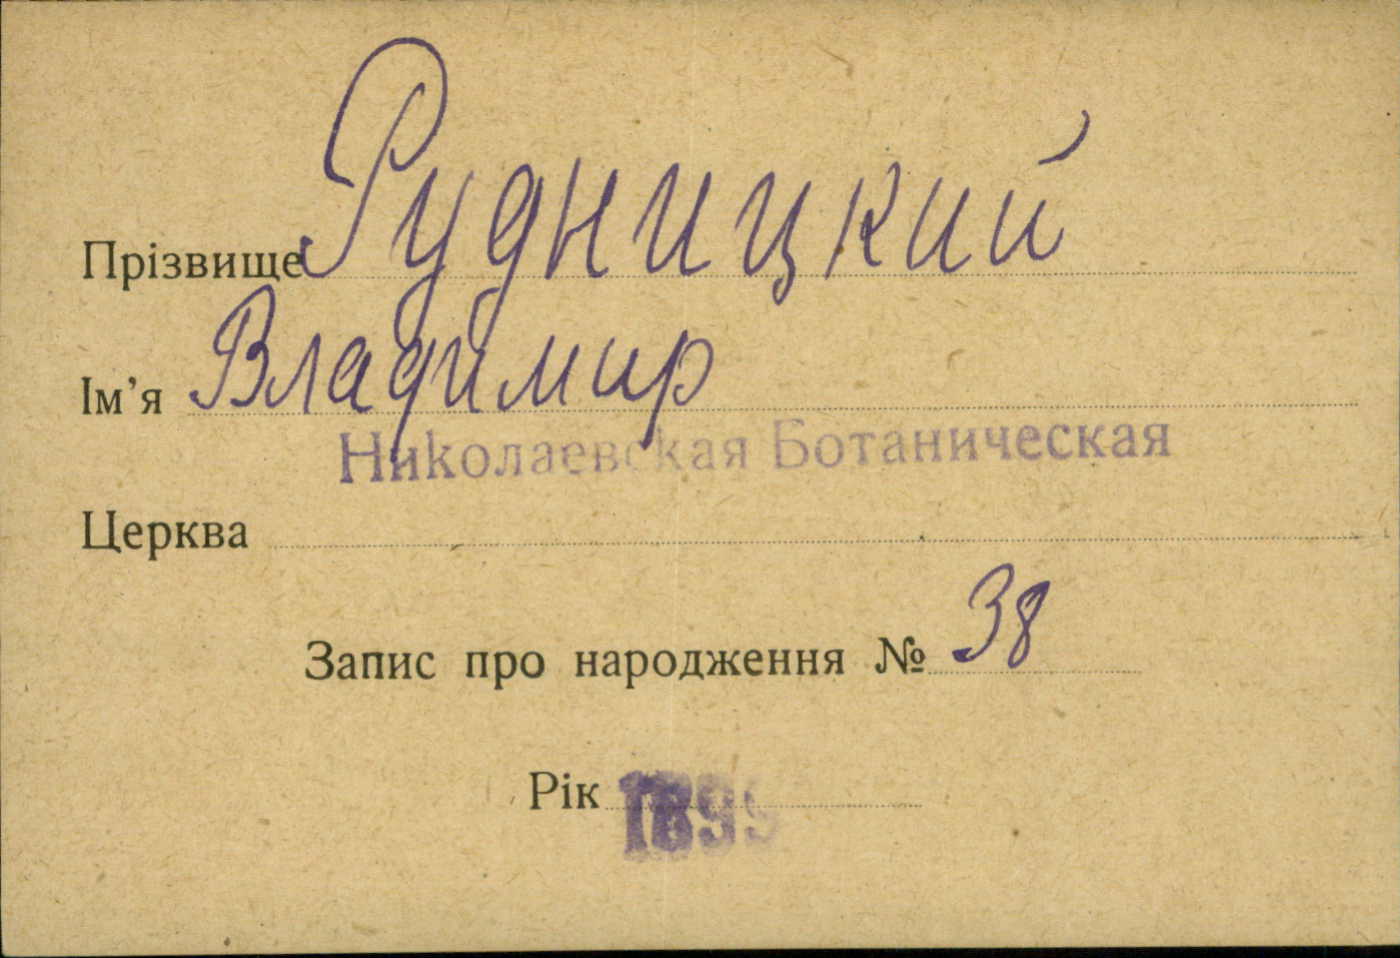 Прізвище Рудницкий
Ім'я Владимир
Николаевская Ботаническая
Церква
Запис про народження № 38
Рік 1899